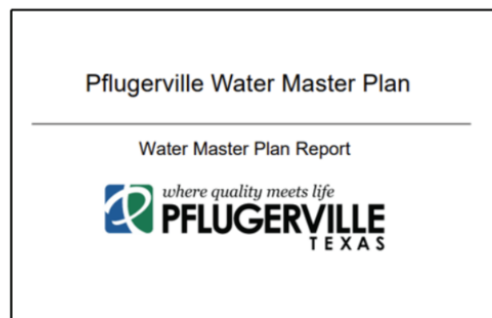 Pflugerville Water Master Plan
Water Master Plan Report
where quality meets life
PFLUGERVILLE
TEXAS